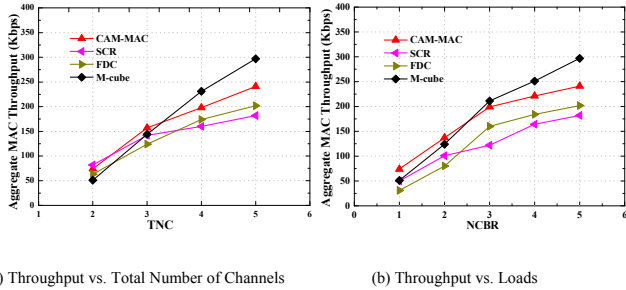 Aggregate MAC Throughput (Kbps)
400
350
300
250
200
150
100
50
0
CAM-MAC
SCR
FDC
M-cube
1 2 3 4 5 6
TNC
Aggregate MAC Throughput (Kbps)
400
350
300
250
200
150
100
50
0
CAM-MAC
SCR
FDC
M-cube
0 1 2 3 4 5 6
NCBR
) Throughput vs. Total Number of Channels
(b) Throughput vs. Loads